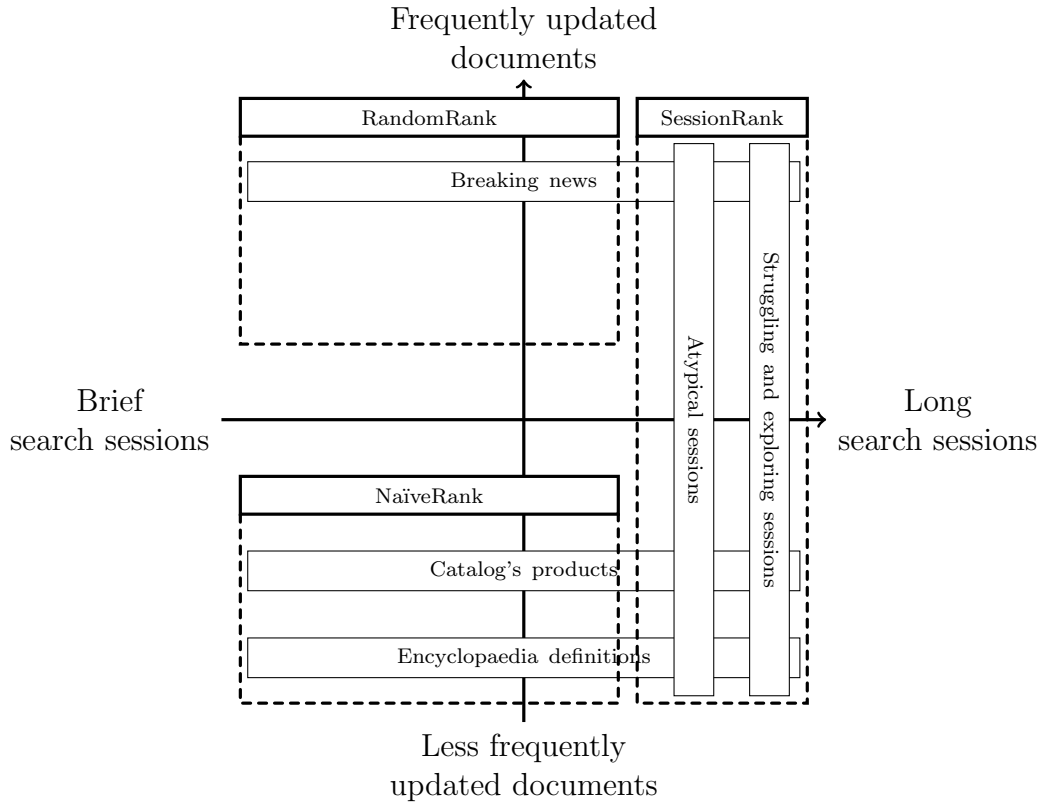 Frequently updated
documents
RandomRank
SessionRank
Breaking news
Struggling and exploring sessions
Atypical sessions
Brief
search sessions
Long
search sessions
NaïveRank
Catalog's products
Encyclopaedia definitions
Less frequently
updated documents